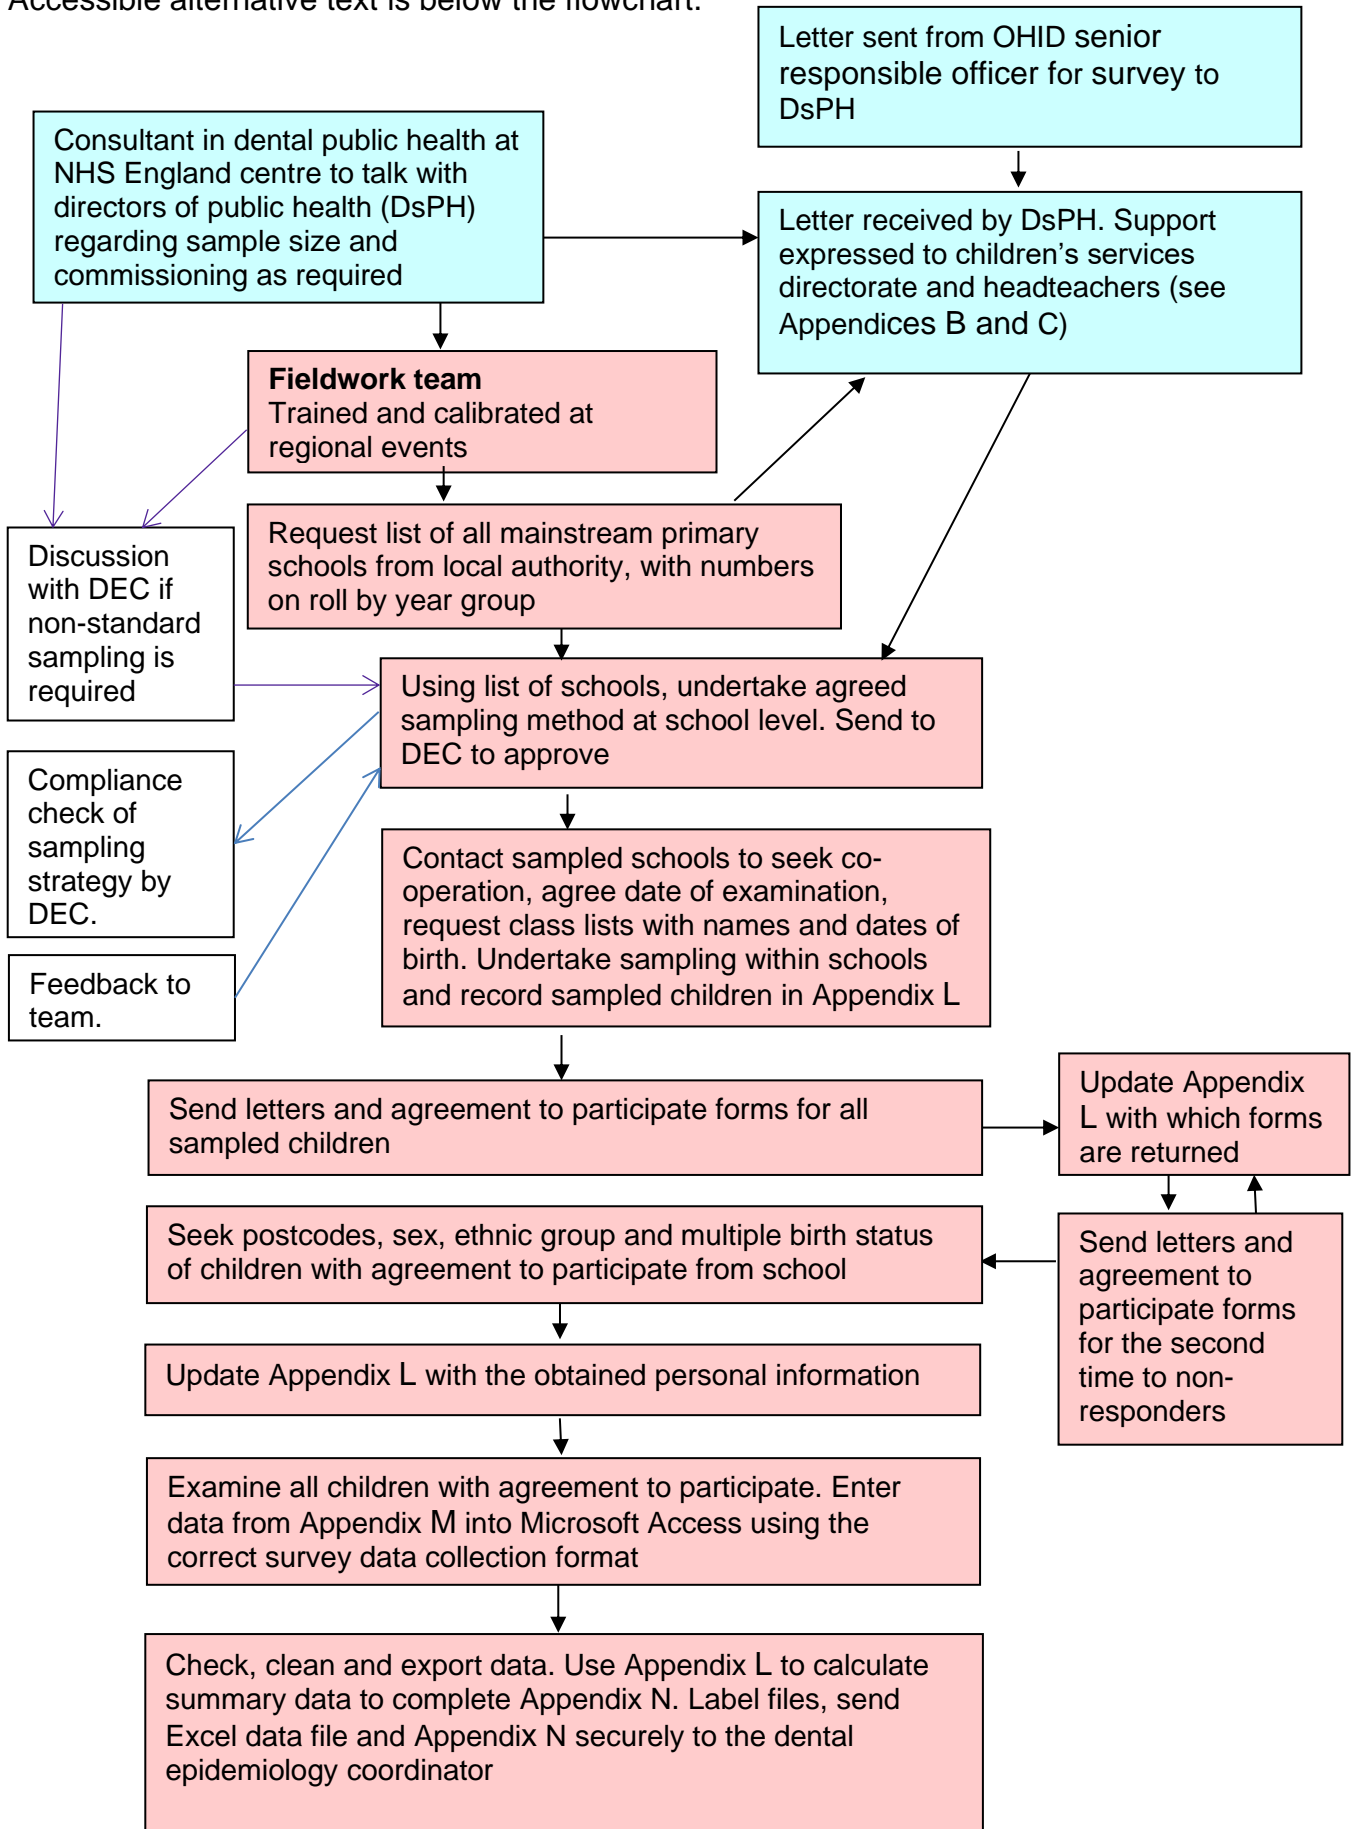 Accessible alternative text is below the flowchart.
Letter sent from OHID senior
responsible officer for survey to
DsPH
Consultant in dental public health at
NHS England centre to talk with
directors of public health (DsPH)
regarding sample size and
commissioning as required
Letter received by DsPH. Support
expressed to children’s services
directorate and headteachers (see
Appendices B and C)
Fieldwork team
Trained and calibrated at
regional events
Request list of all mainstream primary
schools from local authority, with numbers
on roll by year group
Discussion
with DEC if
non-standard
sampling is
required
Using list of schools, undertake agreed
sampling method at school level. Send to
DEC to approve
Compliance
check of
sampling
strategy by
DEC.
Feedback to
team.
Contact sampled schools to seek co-
operation, agree date of examination,
request class lists with names and dates of
birth. Undertake sampling within schools
and record sampled children in Appendix L
Send letters and agreement to participate forms for all
sampled children
Update Appendix
L with which forms
are returned
Send letters and
agreement to
participate forms
for the second
time to non-
responders
Seek postcodes, sex, ethnic group and multiple birth status
of children with agreement to participate from school
Update Appendix L with the obtained personal information
Examine all children with agreement to participate. Enter
data from Appendix M into Microsoft Access using the
correct survey data collection format
Check, clean and export data. Use Appendix L to calculate
summary data to complete Appendix N. Label files, send
Excel data file and Appendix N securely to the dental
epidemiology coordinator